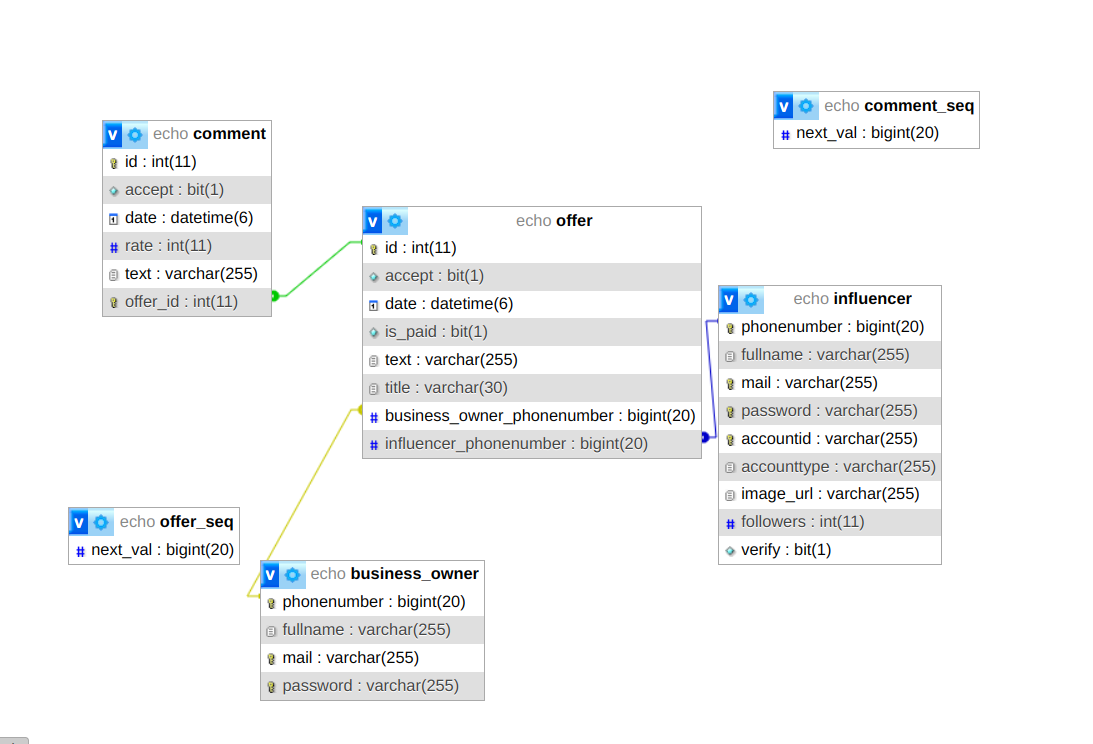 v echo comment
id : int(11)
accept : bit(1)
date : datetime(6)
rate : int(11)
text : varchar(255)
offer_id : int(11)
v echo comment_seq
next_val : bigint(20)
v echo offer
id : int(11)
accept : bit(1)
date : datetime(6)
is_paid : bit(1)
text : varchar(255)
title : varchar(30)
business_owner_phonenumber : bigint(20)
influencer_phonenumber : bigint(20)
v echo influencer
phonenumber : bigint(20)
fullname : varchar(255)
mail : varchar(255)
password : varchar(255)
accountid : varchar(255)
accounttype : varchar(255)
image_url : varchar(255)
followers : int(11)
verify : bit(1)
v echo offer_seq
next_val : bigint(20)
v echo business_owner
phonenumber : bigint(20)
fullname : varchar(255)
mail : varchar(255)
password : varchar(255)